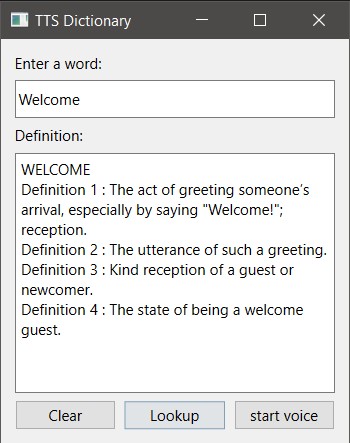 TTS Dictionary
Enter a word:
Welcome
Definition:
WELCOME
Definition 1 : The act of greeting someone's
arrival, especially by saying "Welcome!";
reception.
Definition 2 : The utterance of such a greeting.
Definition 3 : Kind reception of a guest or
newcomer.
Definition 4 : The state of being a welcome
guest.
Clear
Lookup
start voice